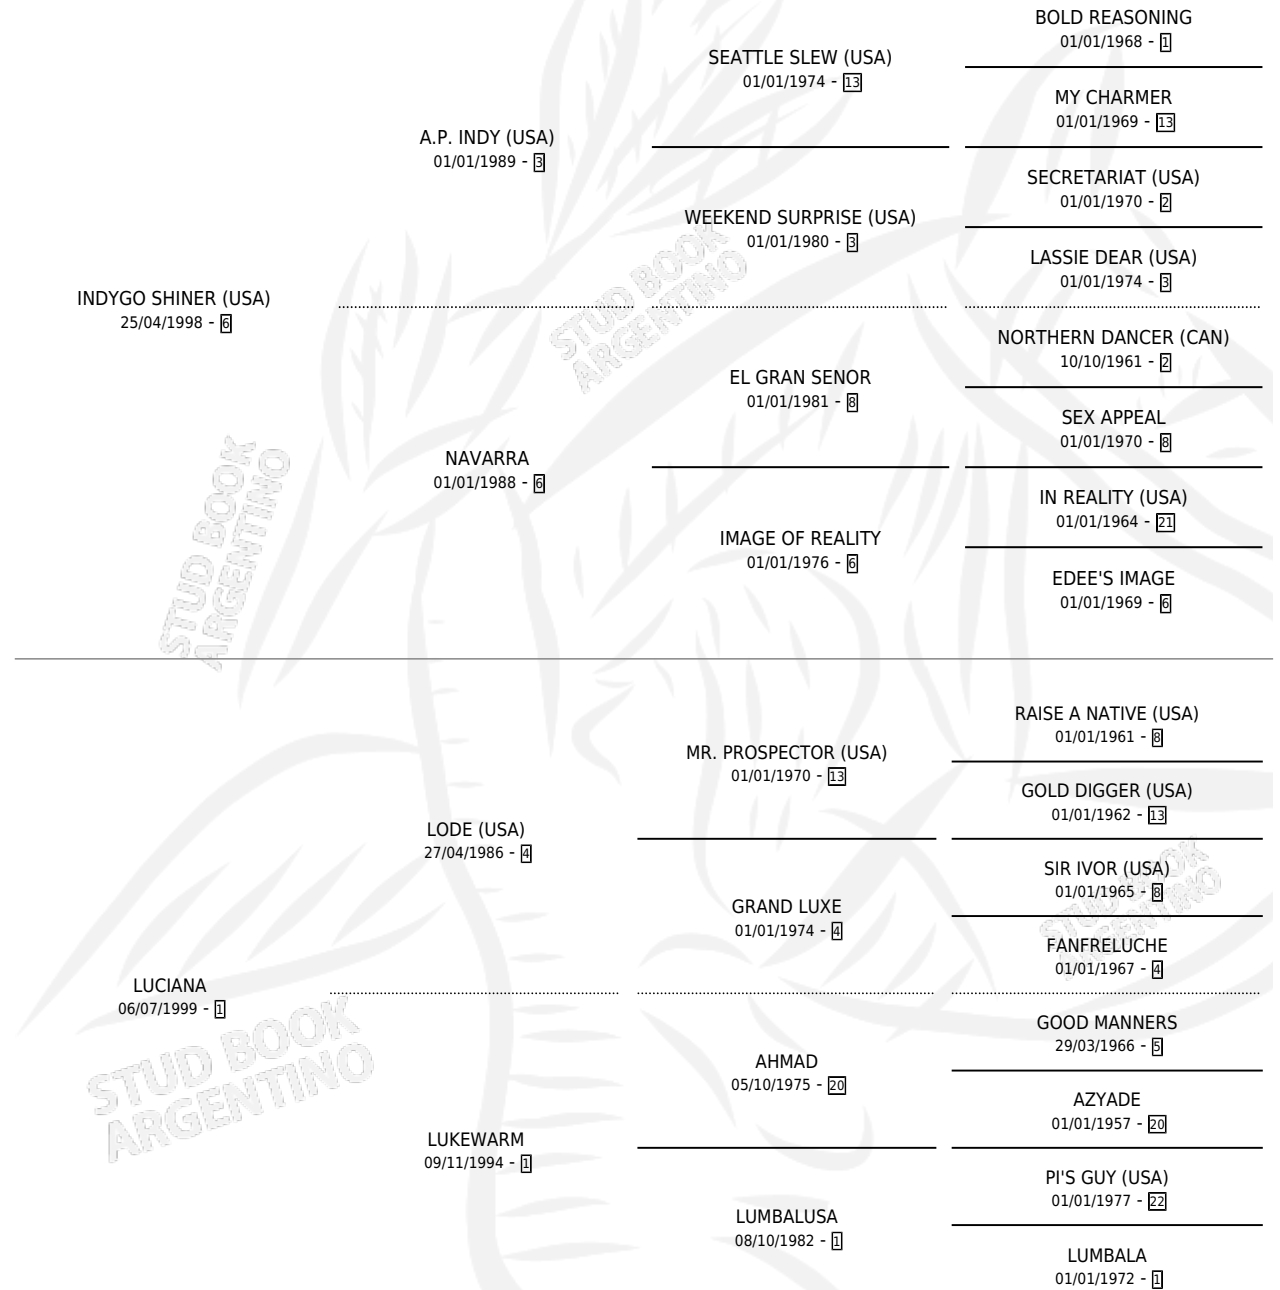 BOLD REASONING
01/01/1968 - 1
SEATTLE SLEW (USA)
01/01/1974 - 13
MY CHARMER
01/01/1969 - 13
A.P. INDY (USA)
01/01/1989 - 3
SECRETARIAT (USA)
01/01/1970 - 2
WEEKEND SURPRISE (USA)
01/01/1980 - 3
LASSIE DEAR (USA)
01/01/1974 - 3
INDYGO SHINER (USA)
25/04/1998 - 6
STUD BOOK
ARGENTINO
NORTHERN DANCER (CAN)
10/10/1961 - 2
EL GRAN SENOR
01/01/1981 - 8
SEX APPEAL
01/01/1970 - 8
NAVARRA
01/01/1988 - 6
IN REALITY (USA)
01/01/1964 - 21
IMAGE OF REALITY
01/01/1976 - 6
EDEE'S IMAGE
01/01/1969 - 6
STUD BOOK
ARGENTINO
RAISE A NATIVE (USA)
01/01/1961 - 8
MR. PROSPECTOR (USA)
01/01/1970 - 13
GOLD DIGGER (USA)
01/01/1962 - 13
LODE (USA)
27/04/1986 - 4
SIR IVOR (USA)
01/01/1965 - 8
STUD BOOK
ARGENTINO
GRAND LUXE
01/01/1974 - 4
FANFRELUCHE
01/01/1967 - 4
LUCIANA
06/07/1999 - 1
STUD BOOK
ARGENTINO
GOOD MANNERS
29/03/1966 - 5
AHMAD
05/10/1975 - 20
AZYADE
01/01/1957 - 20
LUKEWARM
09/11/1994 - 1
PI'S GUY (USA)
01/01/1977 - 22
LUMBALUSA
08/10/1982 - 1
LUMBALA
01/01/1972 - 1